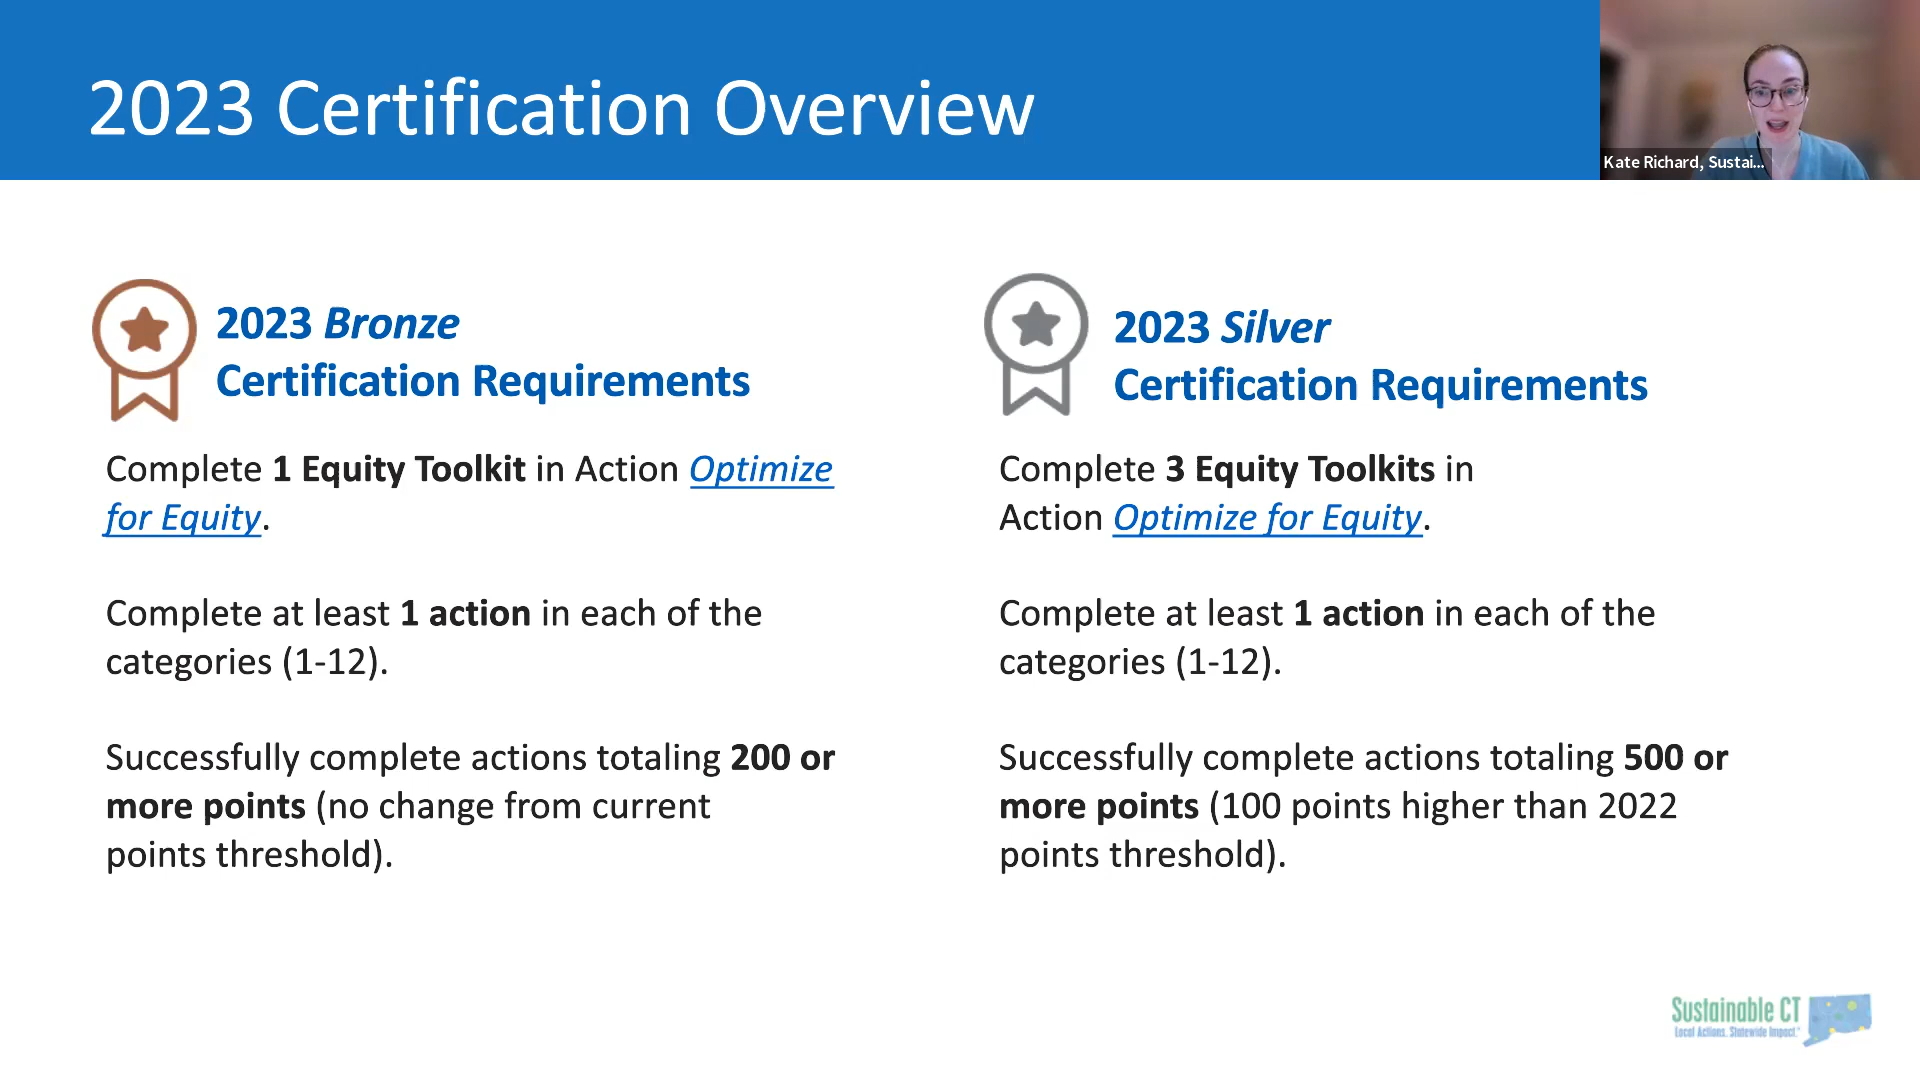 2023 Certification Overview
Kate Richard, Sustai...
2023 Bronze
Certification Requirements
Complete 1 Equity Toolkit in Action Optimize
for Equity.
Complete at least 1 action in each of the
categories (1-12).
Successfully complete actions totaling 200 or
more points (no change from current
points threshold).
2023 Silver
Certification Requirements
Complete 3 Equity Toolkits in
Action Optimize for Equity.
Complete at least 1 action in each of the
categories (1-12).
Successfully complete actions totaling 500 or
more points (100 points higher than 2022
points threshold).
Sustainable CT
Local Actions. Statewide Impact.